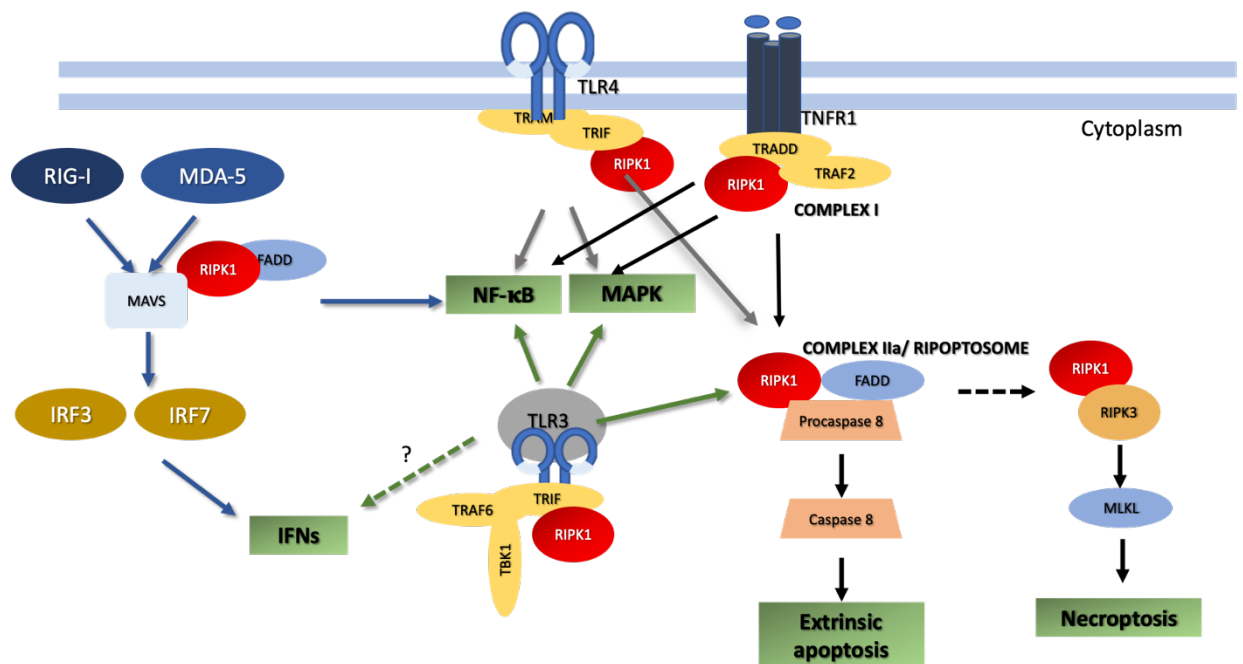 TLR4
TNFR1
Cytoplasm
TRAM
TRIF
RIPK1
TRADD
RIPK1
TRAF2
COMPLEX I
RIG-I
MDA-5
RIPK1
FADD
MAVS
NF-κB
MAPK
IRF3
IRF7
IFNs
?
TLR3
TRAF6
TRIF
RIPK1
TBK1
COMPLEX IIa/ RIPOPTOSOME
RIPK1
FADD
Procaspase 8
Caspase 8
Extrinsic
apoptosis
RIPK1
RIPK3
MLKL
Necroptosis